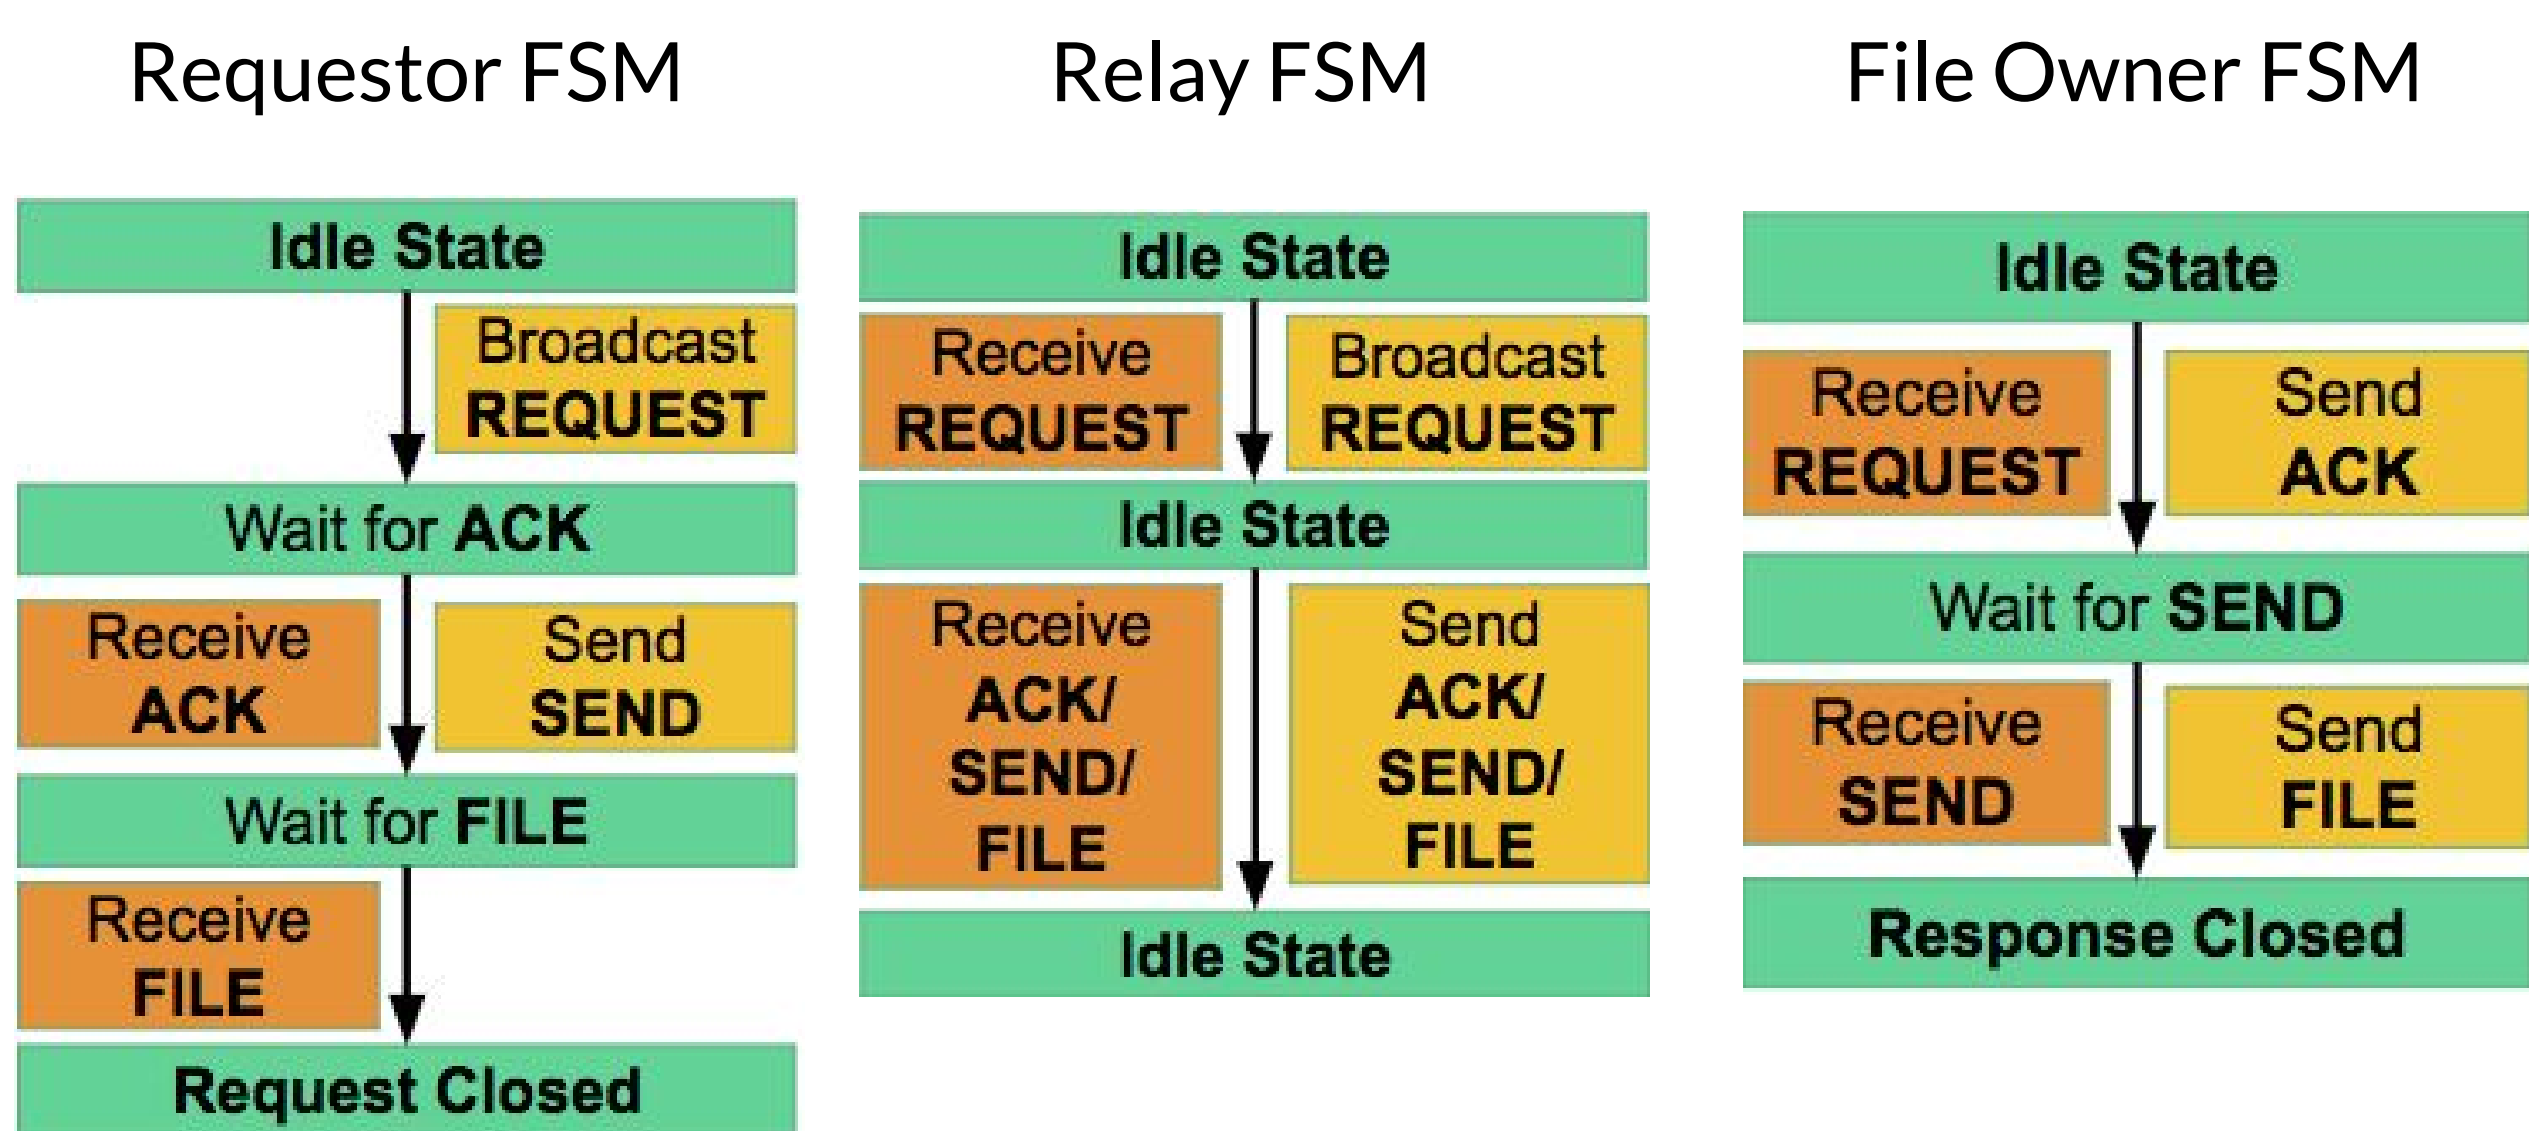 Requestor FSM
Idle State
Broadcast
REQUEST
Wait for ACK
Receive
ACK
Send
SEND
Wait for FILE
Receive
FILE
Request Closed
Relay FSM
Idle State
Receive
REQUEST
Broadcast
REQUEST
Idle State
Receive
ACK/
SEND/
FILE
Send
ACK/
SEND/
FILE
Idle State
File Owner FSM
Idle State
Receive
REQUEST
Send
ACK
Wait for SEND
Receive
SEND
Send
FILE
Response Closed